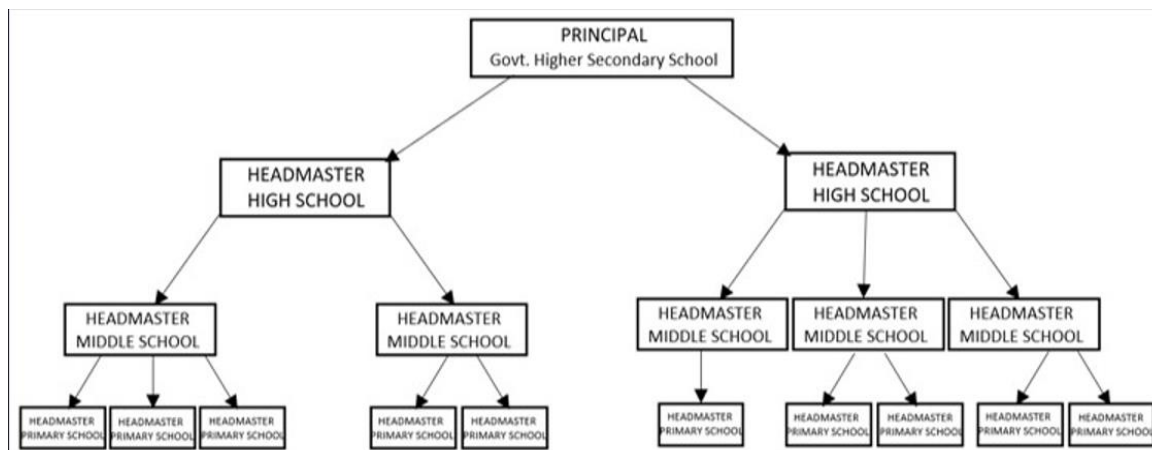 PRINCIPAL
Govt. Higher Secondary School
HEADMASTER
HIGH SCHOOL
HEADMASTER
HIGH SCHOOL
HEADMASTER
MIDDLE SCHOOL
HEADMASTER
MIDDLE SCHOOL
HEADMASTER
MIDDLE SCHOOL
HEADMASTER
MIDDLE SCHOOL
HEADMASTER
MIDDLE SCHOOL
HEADMASTER
PRIMARY SCHOOL
HEADMASTER
PRIMARY SCHOOL
HEADMASTER
PRIMARY SCHOOL
HEADMASTER
PRIMARY SCHOOL
HEADMASTER
PRIMARY SCHOOL
HEADMASTER
PRIMARY SCHOOL
HEADMASTER
PRIMARY SCHOOL
HEADMASTER
PRIMARY SCHOOL
HEADMASTER
PRIMARY SCHOOL
HEADMASTER
PRIMARY SCHOOL